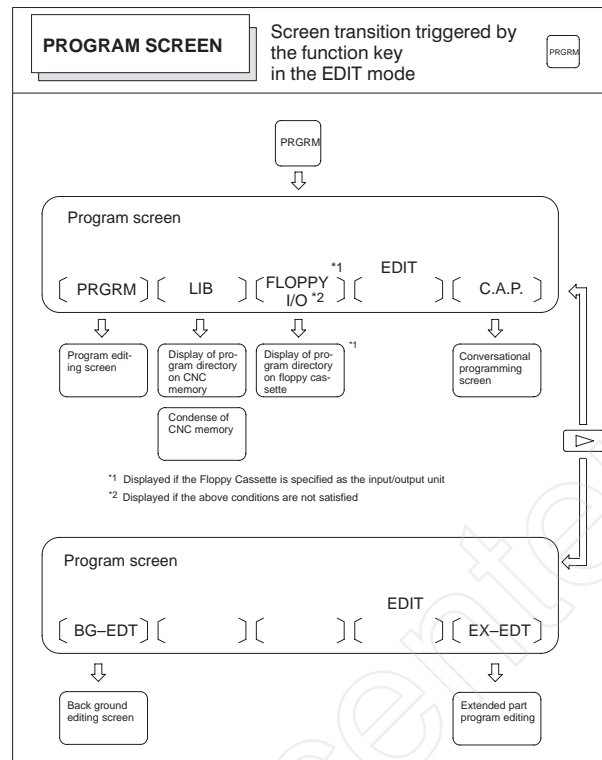 PROGRAM SCREEN
Screen transition triggered by
the function key
in the EDIT mode
PRGRM
PRGRM
Program screen
EDIT
[ PRGRM ] [ LIB ] [ FLOPPY *1
I/O *2 ] [ ] [ C.A.P. ]
Program edit-
ing screen
Display of pro-
gram directory
on CNC
memory
Display of pro-
gram directory
on floppy cas-
sette
*1
Conversational
programming
screen
Condense of
CNC memory
*1 Displayed if the Floppy Cassette is specified as the input/output unit
*2 Displayed if the above conditions are not satisfied
Program screen
EDIT
[ BG–EDT ] [ ] [ ] [ ] [ EX–EDT ]
Back ground
editing screen
Extended part
program editing